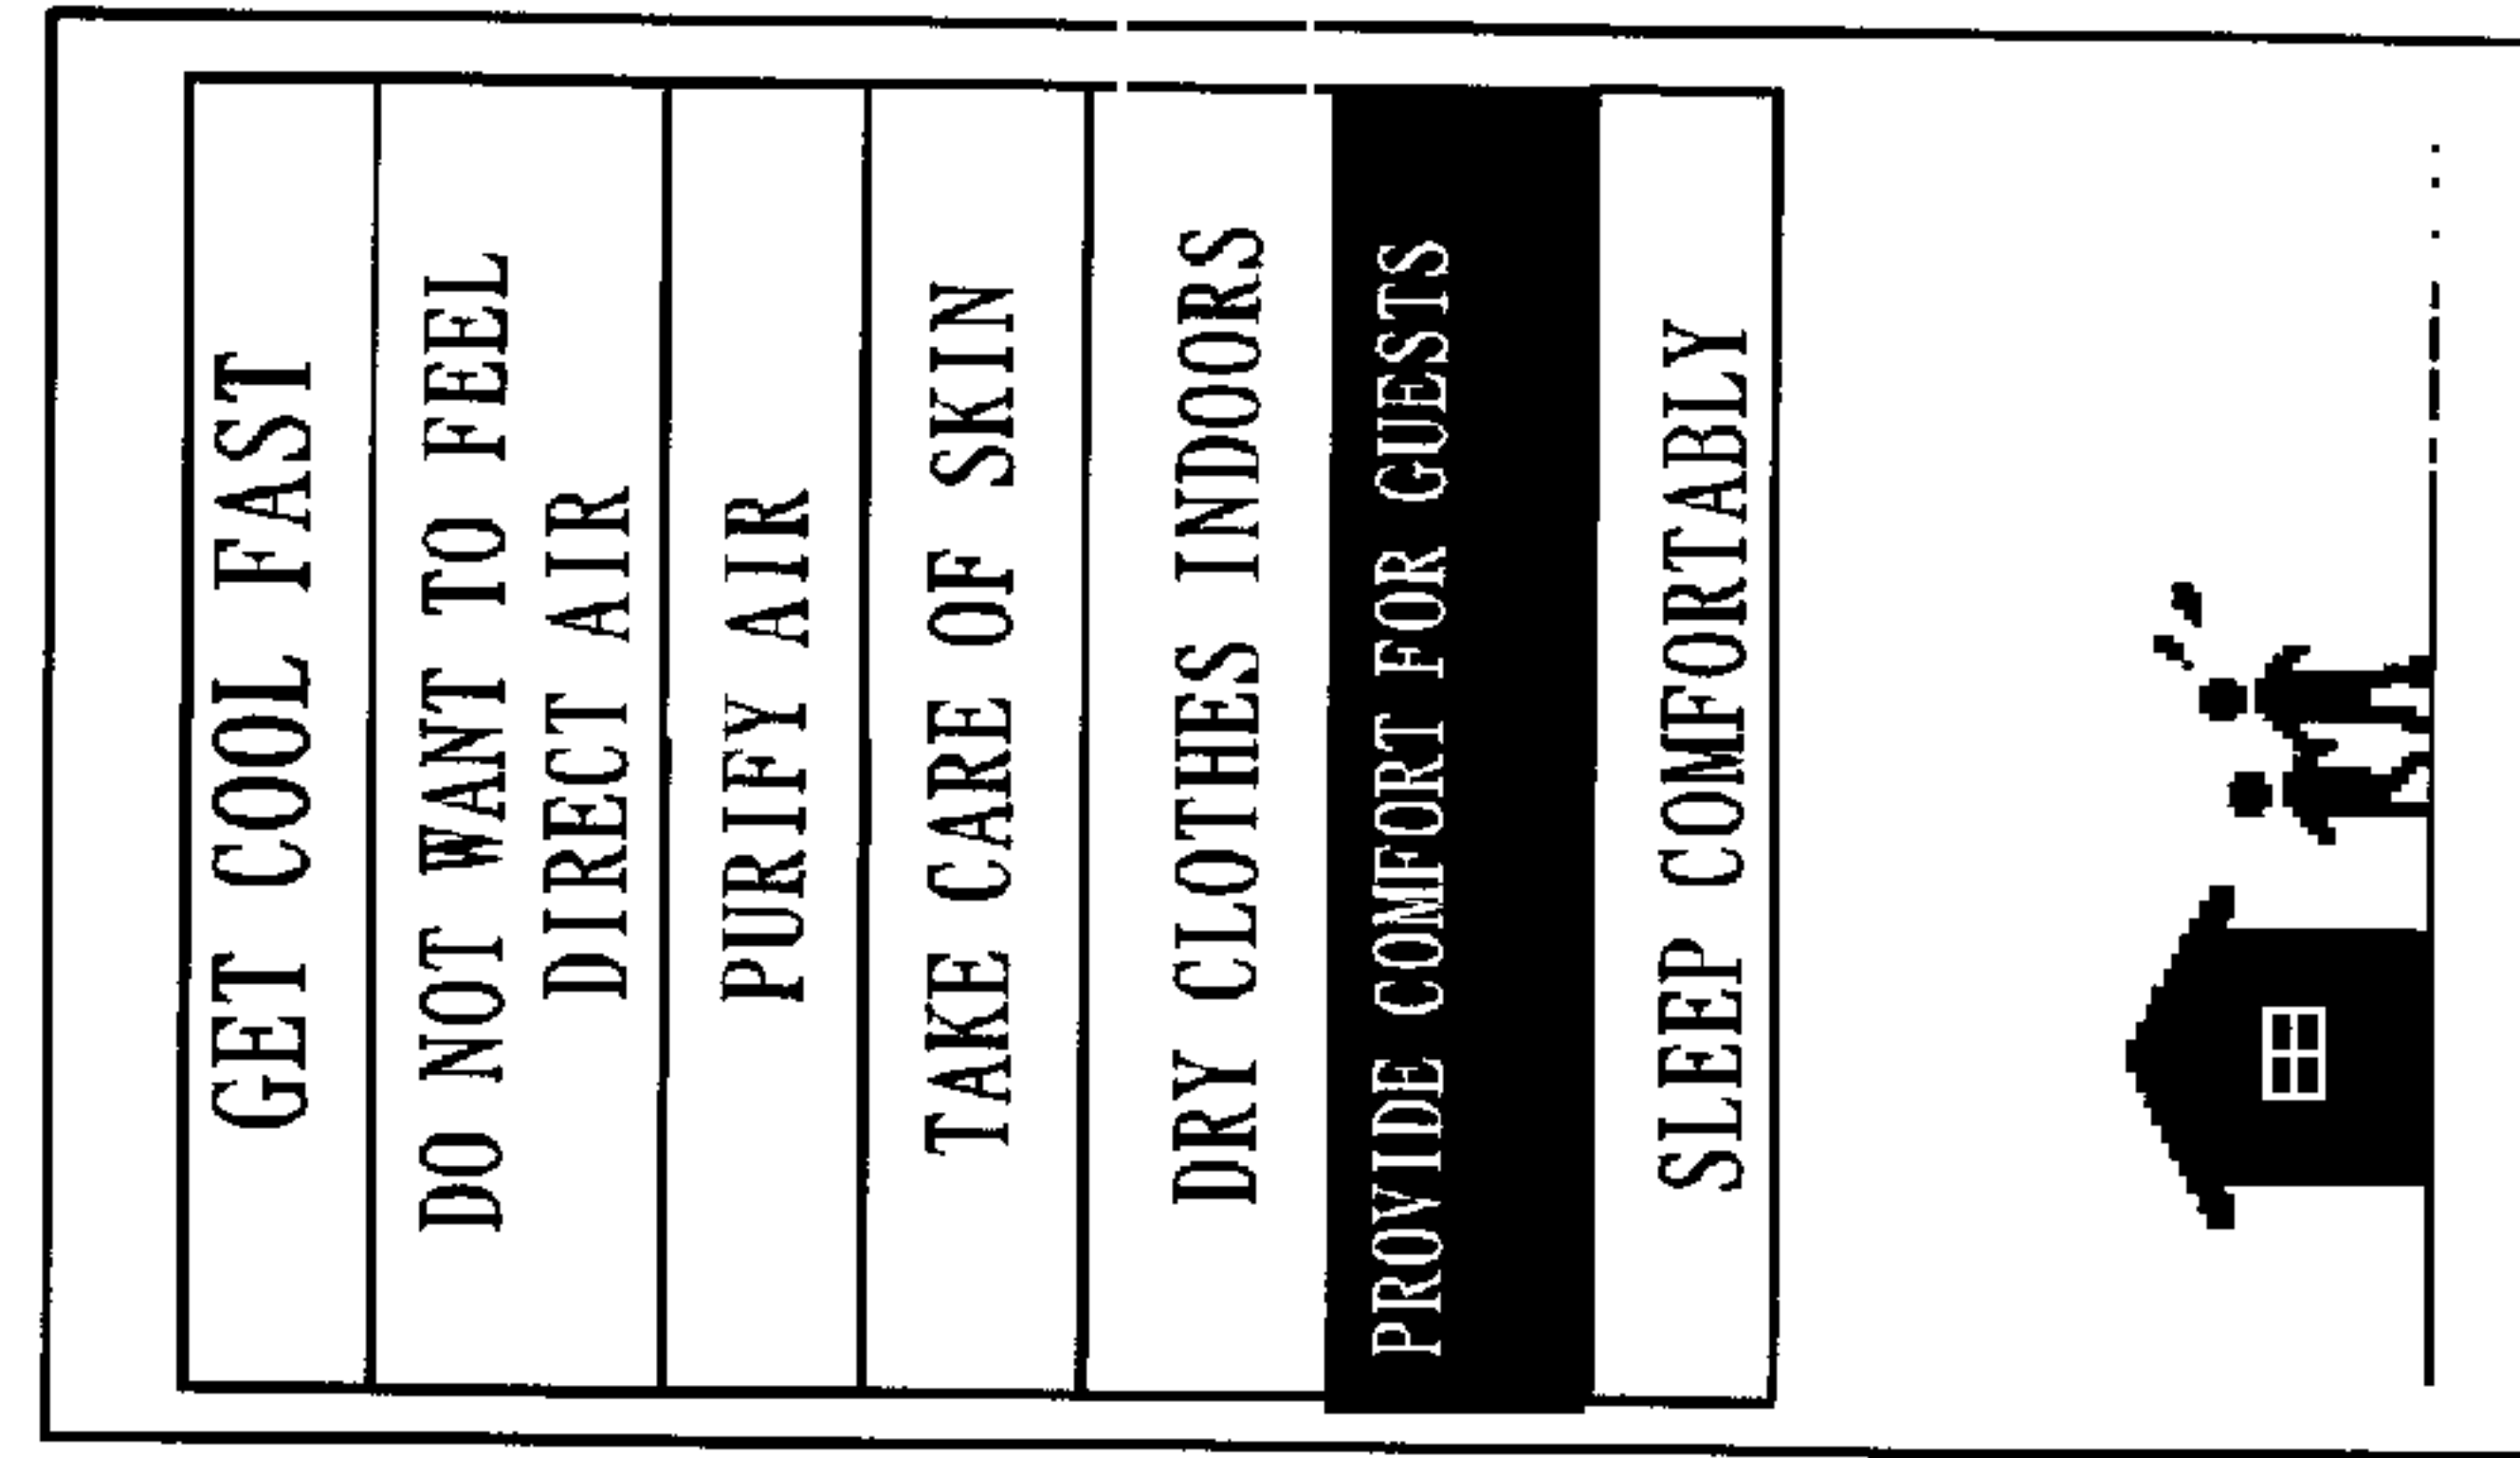 GET COOL FAST
DO NOT WANT TO FEEL
DIRECT AIR
PURIFY AIR
TAKE CARE OF SKIN
DRY CLOTHES INDOORS
PROVIDE COMFORT FOR GUESTS
SLEEP COMFORTABLY